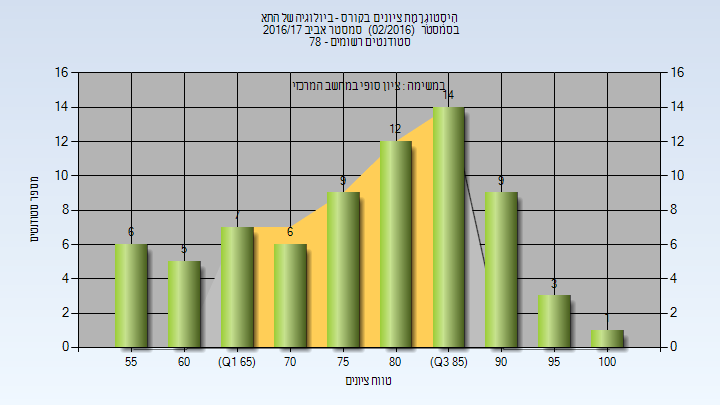 היסטוגרמת ציונים בקורס - ביולוגיה של התא
בסמסטר (02/2016) סמסטר אביב 2016/17
סטודנטים רשומים - 78
במשימה : ציון סופי במחשב המרכזי
מספר סטודנטים
16 16
14 14
12 12
10 10
8 8
6 6
4 4
2 2
0 0
6 5 7 6 9 12 14 9 3 1
55 60 (Q1 65) 70 75 80 (Q3 85) 90 95 100
טווח ציונים